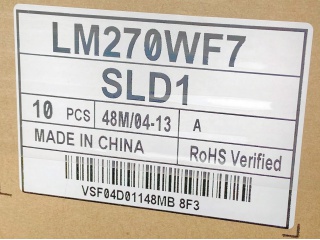 LM270WF7
SLD1
10 PCS 48M/04-13 A
MADE IN CHINA RoHS Verified
VSF04D01148MB 8F3